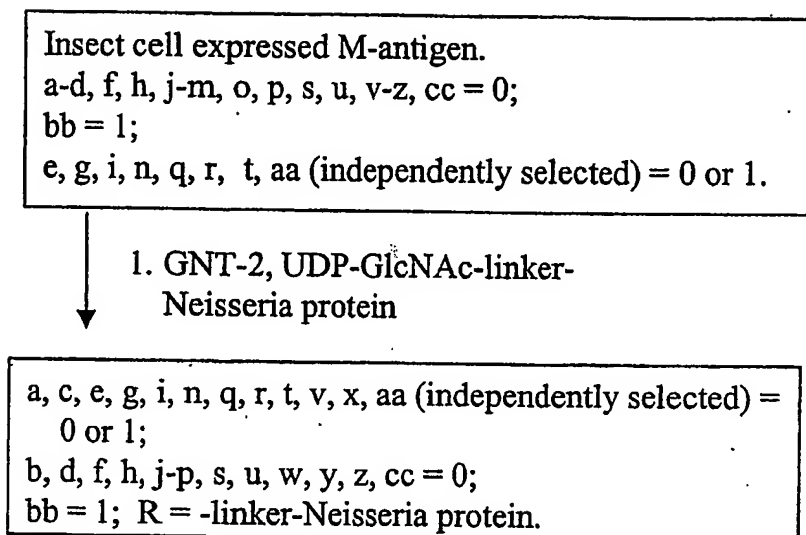 Insect cell expressed M-antigen.
a-d, f, h, j-m, o, p, s, u, v-z, cc = 0;
bb = 1;
e, g, i, n, q, r, t, aa (independently selected) = 0 or 1.
1. GNT-2, UDP-GlcNAc-linker-
Neisseria protein
a, c, e, g, i, n, q, r, t, v, x, aa (independently selected) =
0 or 1;
b, d, f, h, j-p, s, u, w, y, z, cc = 0;
bb = 1; R = -linker-Neisseria protein.